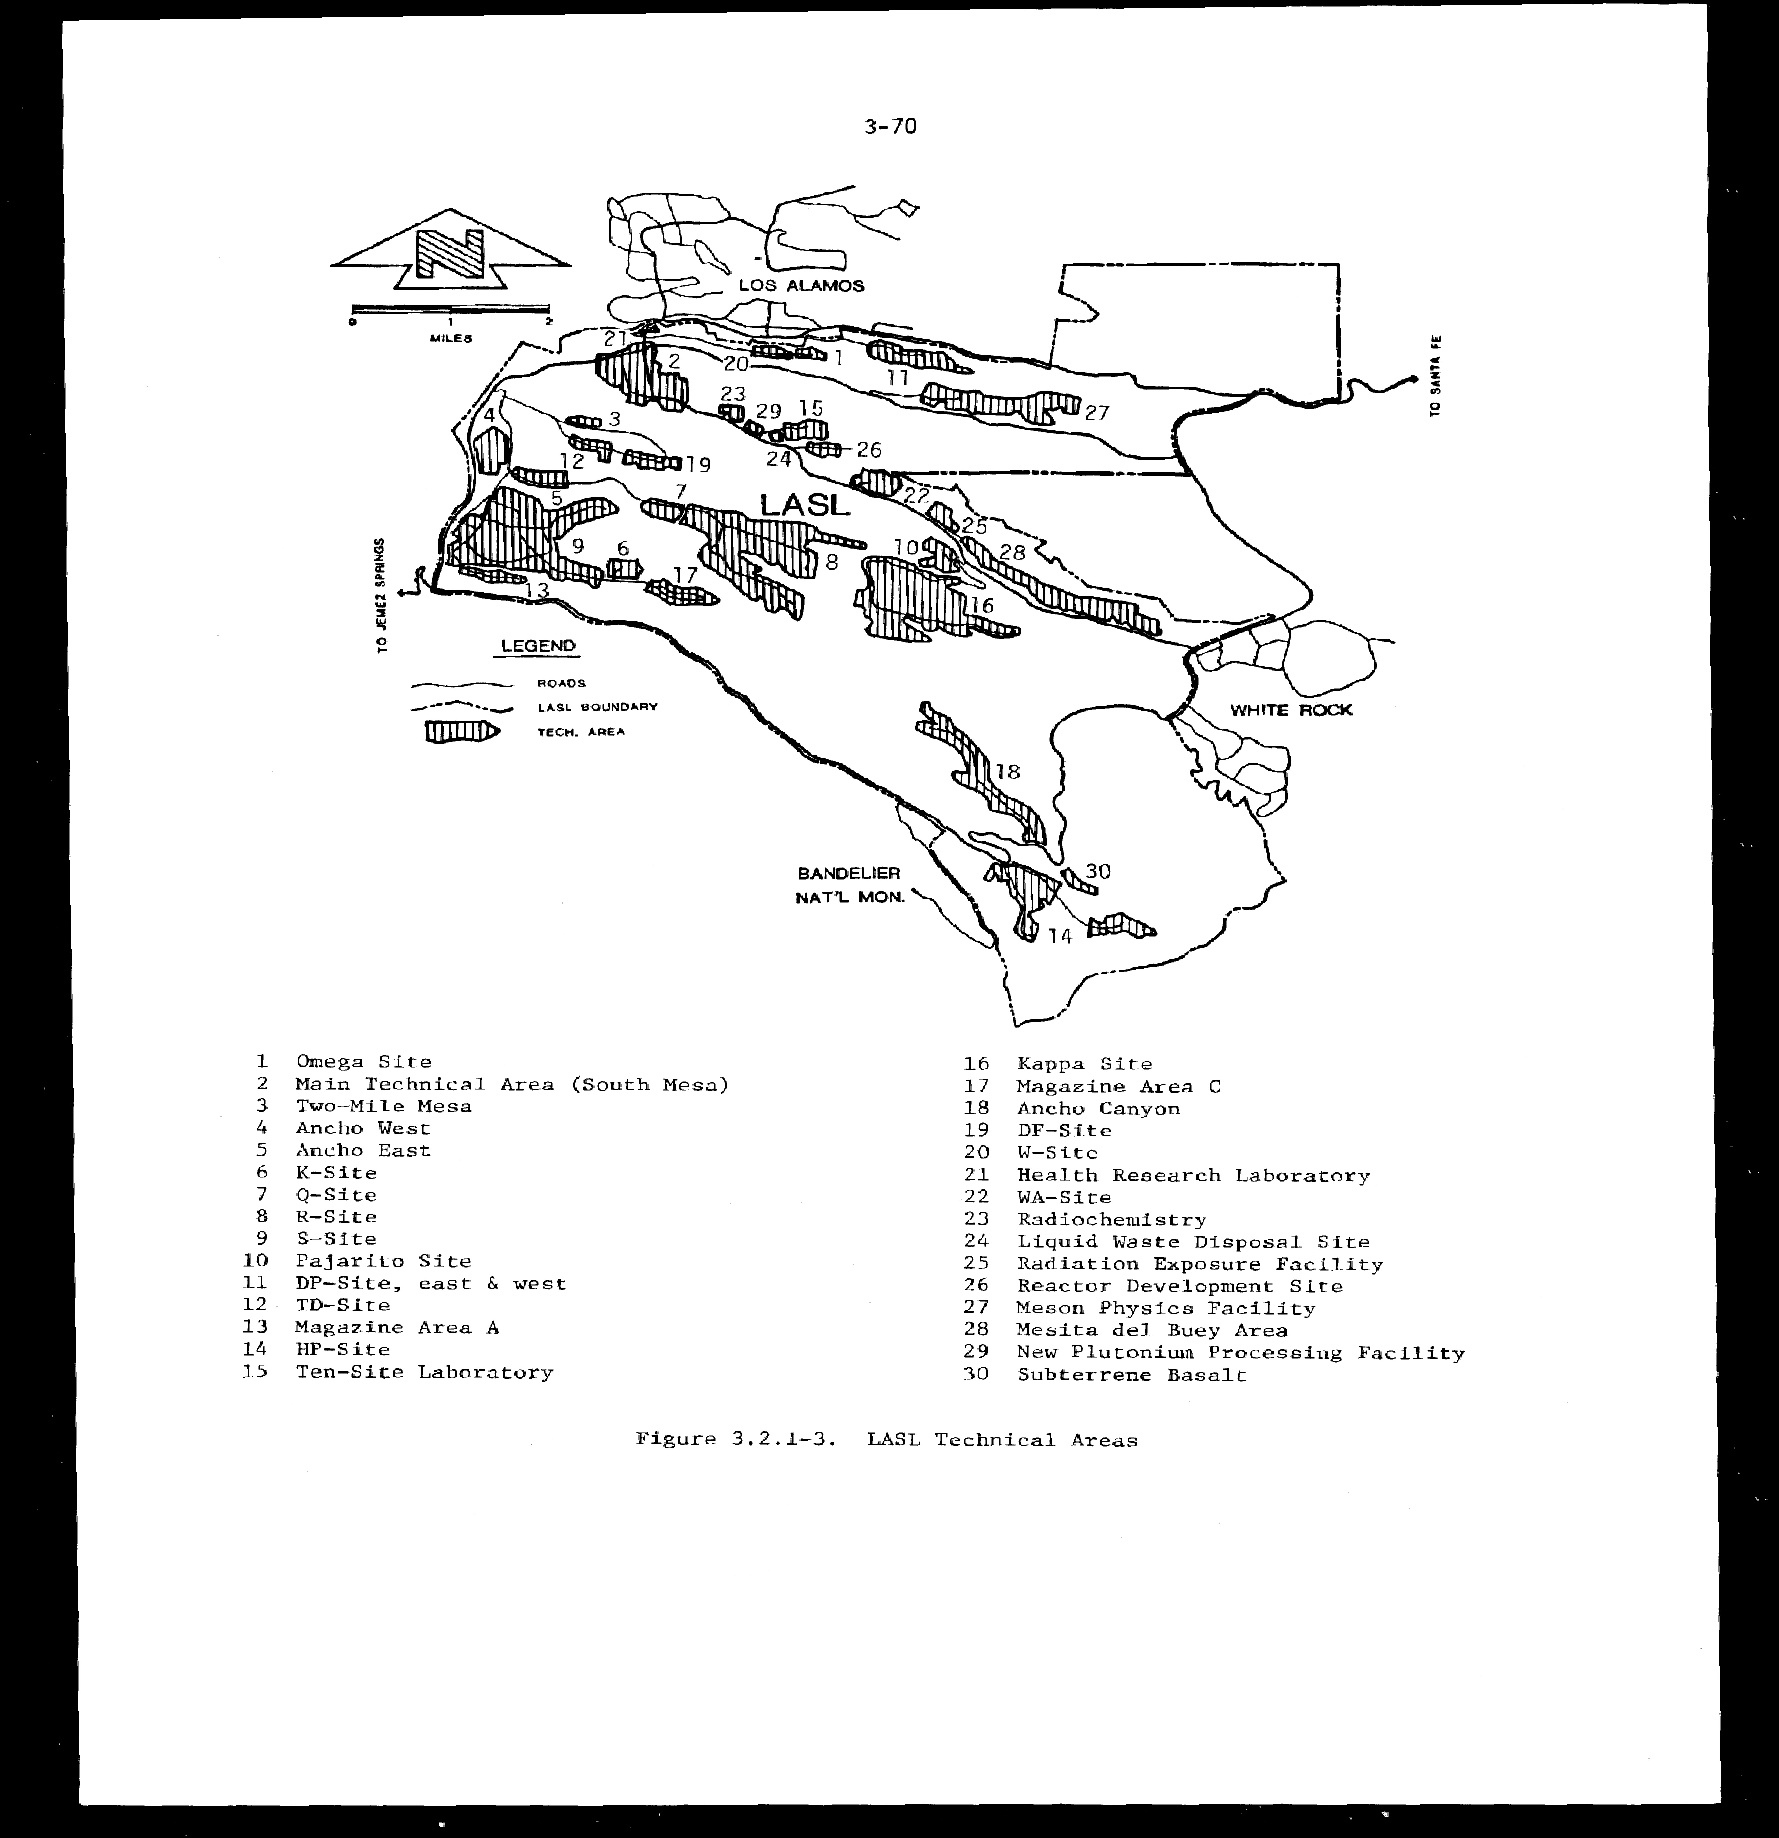 3-70
N
LOS ALAMOS
0 1 2
MILES
21
2
20
1
11
27
TO SANTA FE
23
29
15
4
3
12
19
24
26
5
7
LASL
22
25
9
6
8
10
28
17
13
16
TO JEMEZ SPRINGS
LEGEND
ROADS
LASL BOUNDARY
TECH. AREA
WHITE ROCK
18
BANDELIER
NAT'L MON.
30
14
1 Omega Site
2 Main Technical Area (South Mesa)
3 Two-Mile Mesa
4 Ancho West
5 Ancho East
6 K-Site
7 Q-Site
8 R-Site
9 S-Site
10 Pajarito Site
11 DP-Site, east & west
12 TD-Site
13 Magazine Area A
14 HP-Site
15 Ten-Site Laboratory
16 Kappa Site
17 Magazine Area C
18 Ancho Canyon
19 DF-Site
20 W-Site
21 Health Research Laboratory
22 WA-Site
23 Radiochemistry
24 Liquid Waste Disposal Site
25 Radiation Exposure Facility
26 Reactor Development Site
27 Meson Physics Facility
28 Mesita del Buey Area
29 New Plutonium Processing Facility
30 Subterrene Basalt
Figure 3.2.1-3. LASL Technical Areas